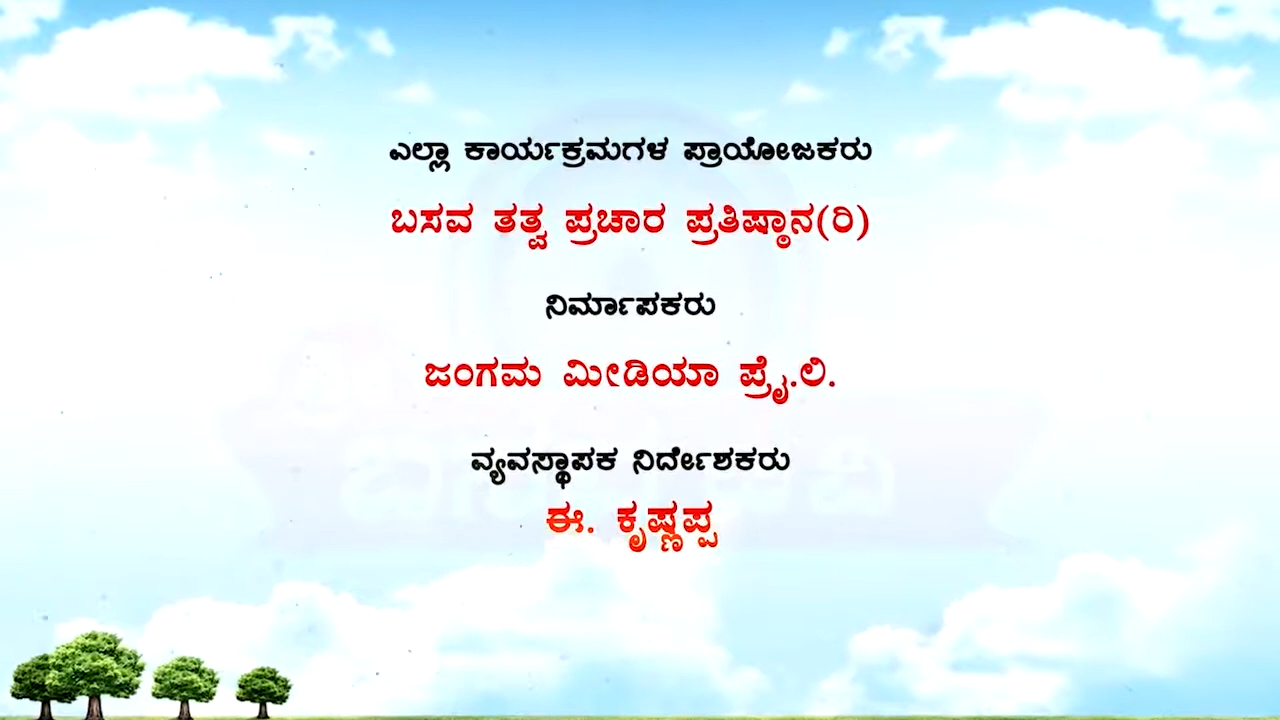 ಎಲ್ಲಾ ಕಾರ್ಯಕ್ರಮಗಳ ಪ್ರಾಯೋಜಕರು
ಬಸವ ತತ್ವ ಪ್ರಚಾರ ಪ್ರತಿಷ್ಠಾನ(ರಿ)
ನಿರ್ಮಾಪಕರು
ಜಂಗಮ ಮೀಡಿಯಾ ಪ್ರೈ.ಲಿ.
ವ್ಯವಸ್ಥಾಪಕ ನಿರ್ದೇಶಕರು
ಈ. ಕೃಷ್ಣಪ್ಪ